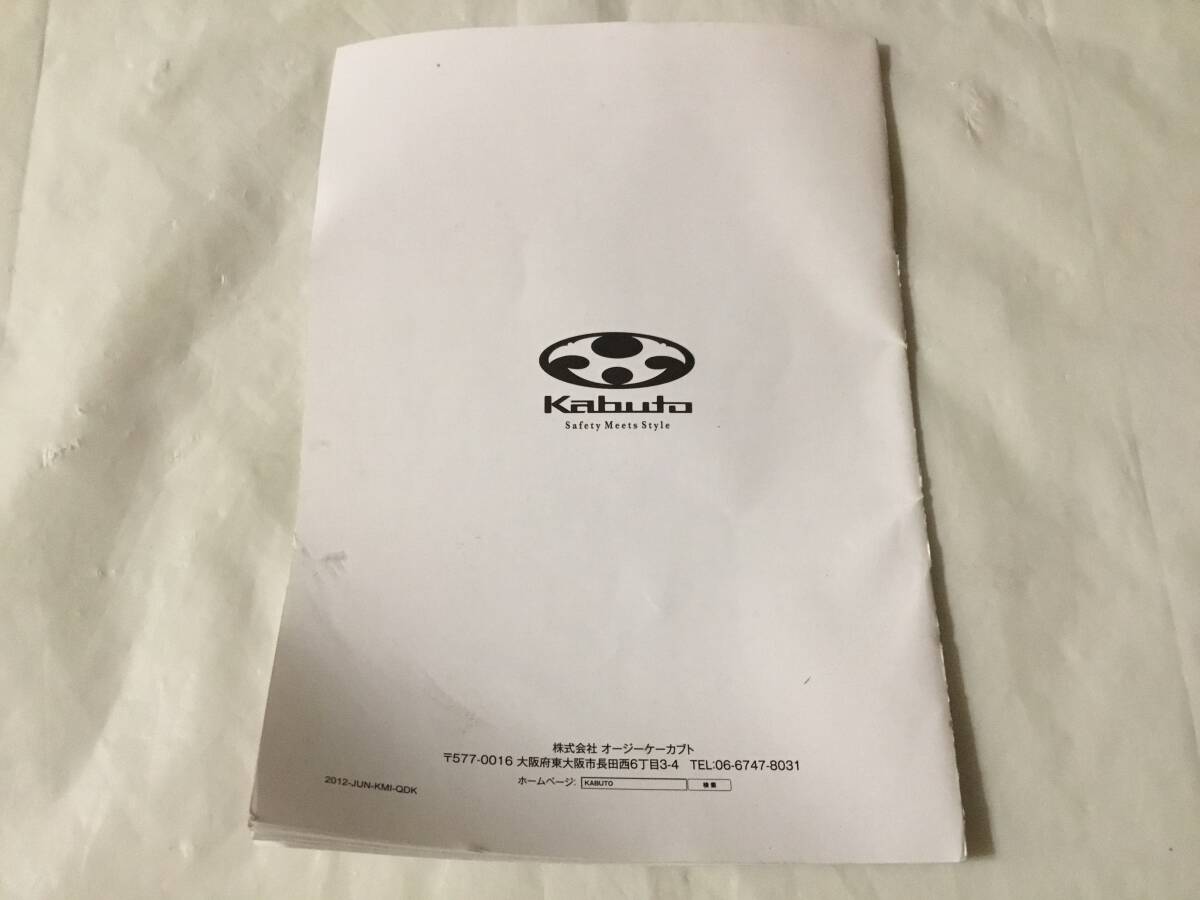 Kabuto
Safety Meets Style
株式会社 オージーケーカブト
〒577-0016 大阪府東大阪市長田西6丁目3-4 TEL:06-6747-8031
ホームページ: KABUTO 検索
2012-JUN-KMI-QDK